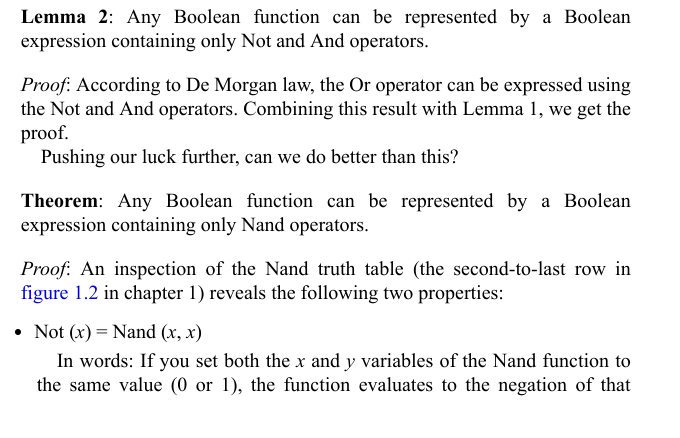 Lemma 2: Any Boolean function can be represented by a Boolean
expression containing only Not and And operators.
Proof: According to De Morgan law, the Or operator can be expressed using
the Not and And operators. Combining this result with Lemma 1, we get the
proof.
Pushing our luck further, can we do better than this?
Theorem: Any Boolean function can be represented by a Boolean
expression containing only Nand operators.
Proof: An inspection of the Nand truth table (the second-to-last row in
figure 1.2 in chapter 1) reveals the following two properties:
• Not (x) = Nand (x, x)
In words: If you set both the x and y variables of the Nand function to
the same value (0 or 1), the function evaluates to the negation of that